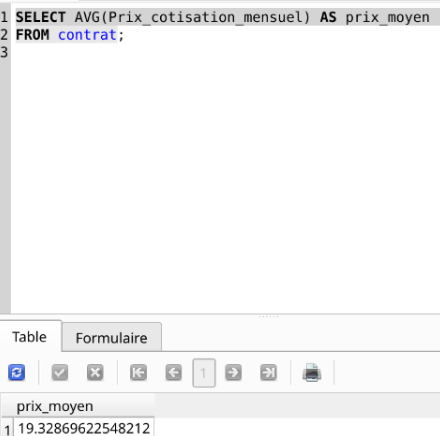 1 SELECT AVG(Prix_cotisation_mensuel) AS prix_moyen
2 FROM contrat;
3
Table Formulaire
1
prix_moyen
1 19.32869622548212